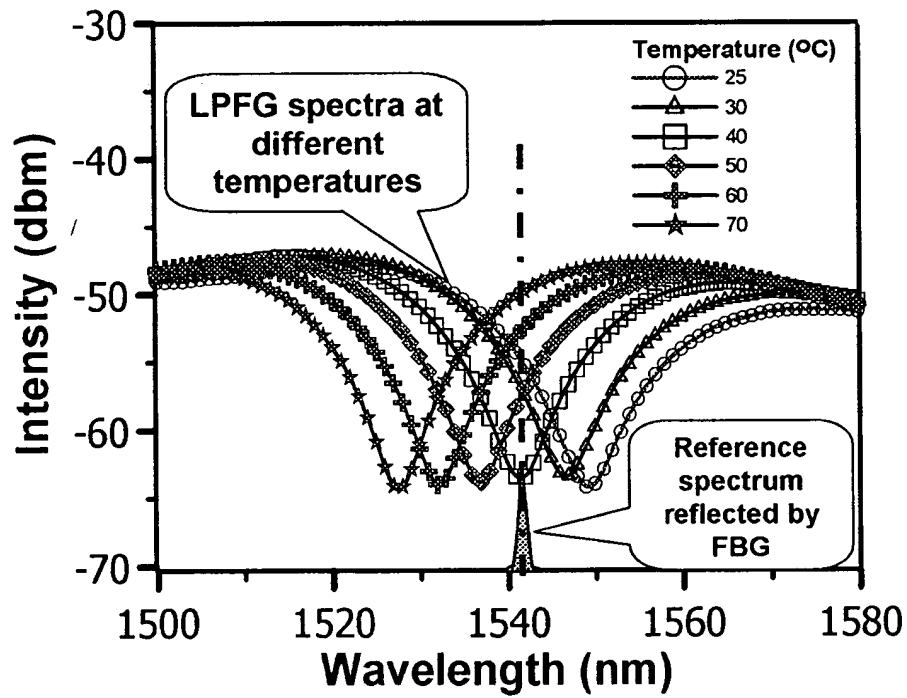 -30
-40
-50
-60
-70
Intensity (dbm)
LPFG spectra at
different
temperatures
Temperature (ºC)
25
30
40
50
60
70
Reference
spectrum
reflected by
FBG
1500 1520 1540 1560 1580
Wavelength (nm)